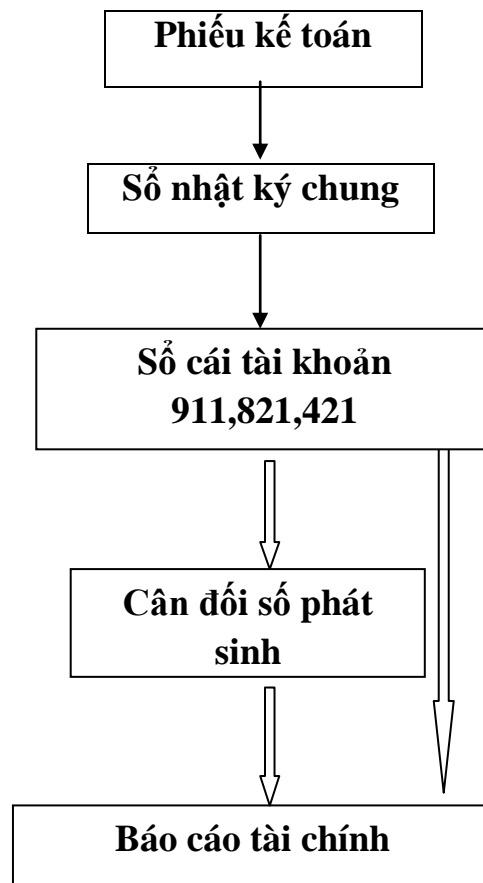 Phiếu kế toán
Sổ nhật ký chung
Sổ cái tài khoản
911,821,421
Cân đối số phát
sinh
Báo cáo tài chính